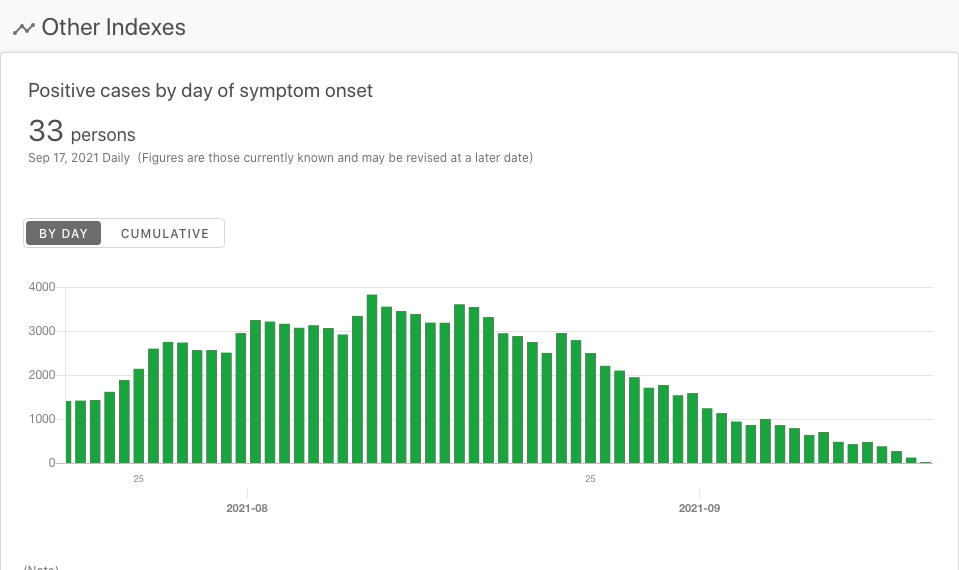 Other Indexes
Positive cases by day of symptom onset
33 persons
Sep 17, 2021 Daily (Figures are those currently known and may be revised at a later date)
BY DAY CUMULATIVE
4000
3000
2000
1000
0
25 25
2021-08 2021-09
(Note)